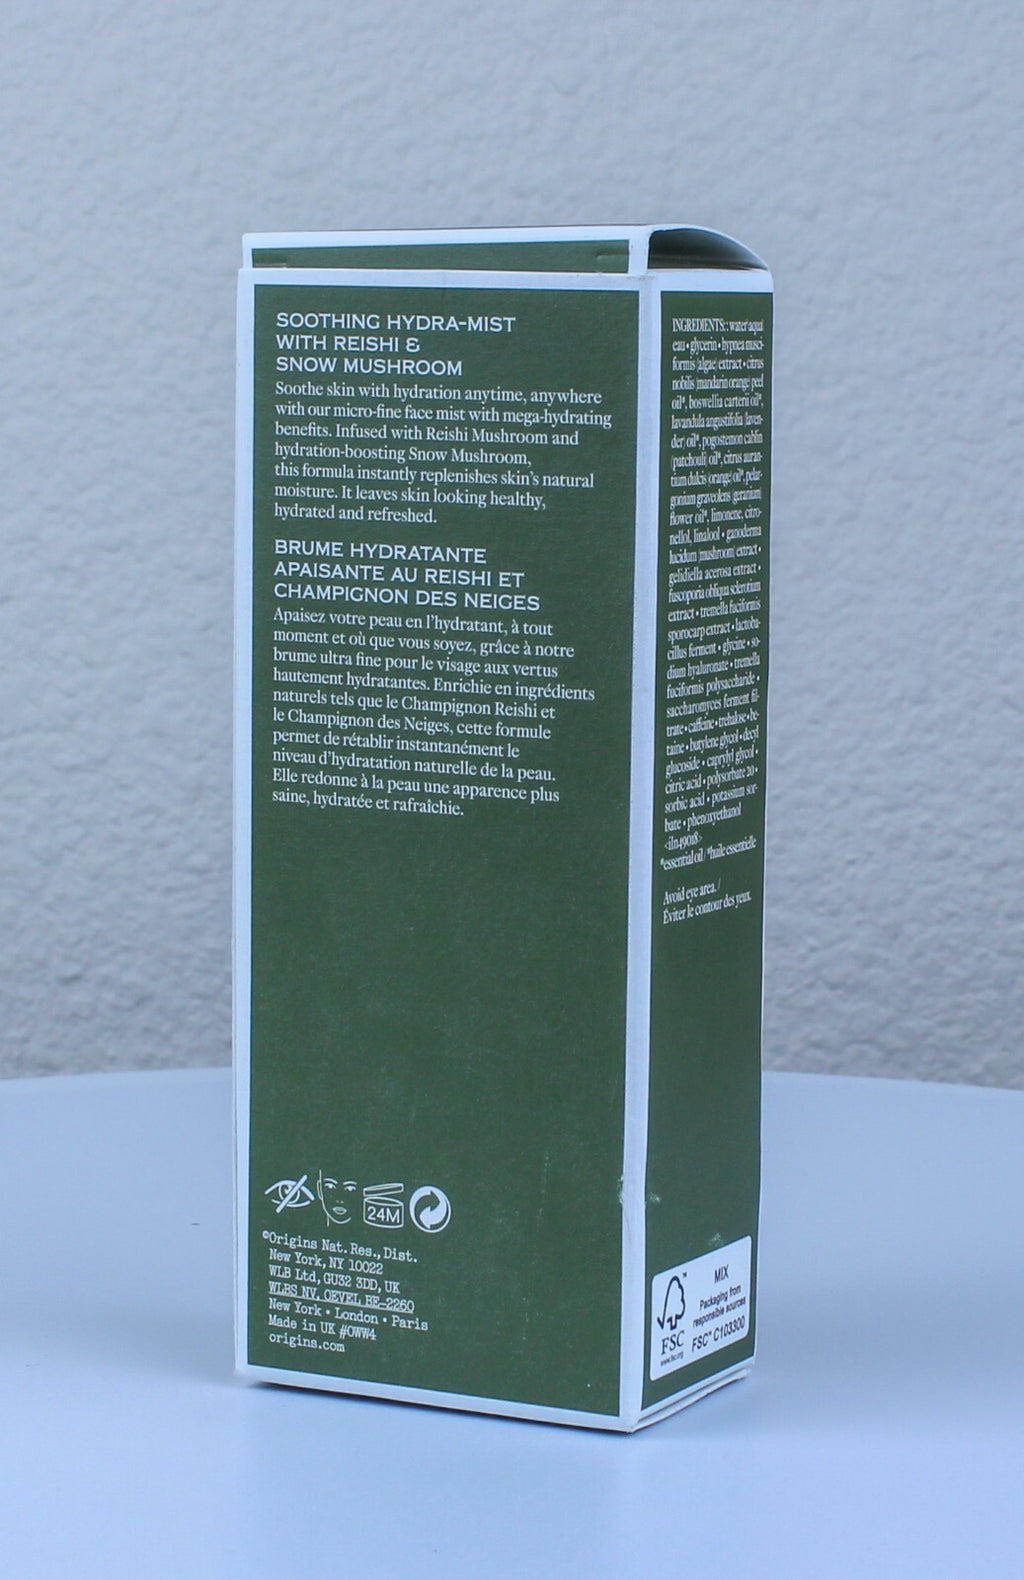 SOOTHING HYDRA-MIST
WITH REISHI &
SNOW MUSHROOM
Soothe skin with hydration anytime, anywhere
with our micro-fine face mist with mega-hydrating
benefits. Infused with Reishi Mushroom and
hydration-boosting Snow Mushroom,
this formula instantly replenishes skin's natural
moisture. It leaves skin looking healthy,
hydrated and refreshed.
BRUME HYDRATANTE
APAISANTE AU REISHI ET
CHAMPIGNON DES NEIGES
Apaisez votre peau en l'hydratant, à tout
moment et où que vous soyez, grâce à notre
brume ultra fine pour le visage aux vertus
hautement hydratantes. Enrichie en ingrédients
naturels tels que le Champignon Reishi et
le Champignon des Neiges, cette formule
permet de rétablir instantanément le
niveau d'hydratation naturelle de la peau.
Elle redonne à la peau une apparence plus
saine, hydratée et rafraîchie.
24M
©Origins Nat. Res., Dist.
New York, NY 10022
WLB Ltd, GU32 3DD, UK
WLBS NV. OEVEL BE-2260
New York • London • Paris
Made in UK #0WW4
origins.com
INGREDIENTS: : water\aqua\
eau • glycerin • hypnea musci-
formis (algae) extract • citrus
nobilis (mandarin orange) peel
oil*, boswellia carterii oil*,
lavandula angustifolia (laven-
der) oil*, pogostemon cablin
(patchouli) oil*, citrus auran-
tium dulcis (orange) oil*, pelar-
gonium graveolens (geranium)
flower oil*, limonene, citro-
nellol, linalool • ganoderma
lucidum (mushroom) extract •
gelidiella acerosa extract •
fuscoporia obliqua sclerotium
extract • tremella fuciformis
sporocarp extract • lactoba-
cillus ferment • glycine • so-
dium hyaluronate • tremella
fuciformis polysaccharide •
saccharomyces ferment fil-
trate • caffeine • trehalose • be-
taine • butylene glycol • decyl
glucoside • caprylyl glycol •
citric acid • polysorbate 20 •
sorbic acid • potassium sor-
bate • phenoxyethanol
<iln49018>
*essential oil / *huile essentielle
Avoid eye area. /
Éviter le contour des yeux.
MIX
Packaging from
responsible sources
FSC™ C103300
™
FSC
www.fsc.org